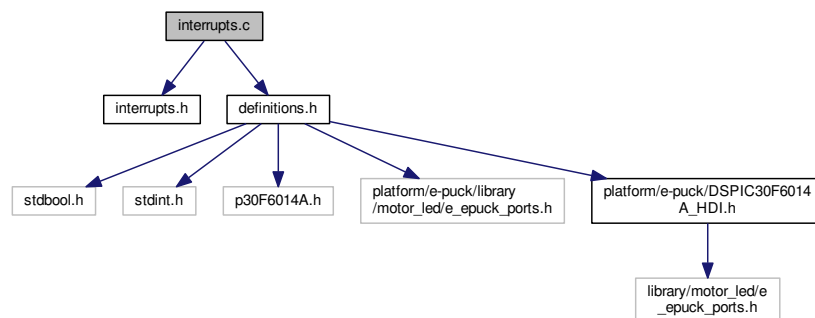 interrupts.c
interrupts.h
definitions.h
stdbool.h
stdint.h
p30F6014A.h
platform/e-puck/library
/motor_led/e_epuck_ports.h
platform/e-puck/DSPIC30F6014
A_HDI.h
library/motor_led/e
_epuck_ports.h